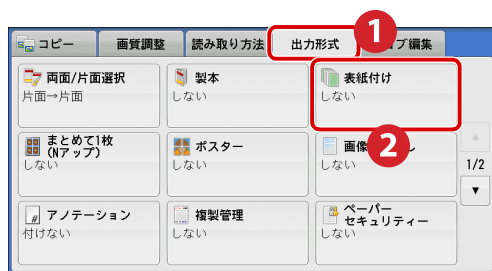 コピー
画質調整
読み取り方法
出力形式
1
編集
両面/片面選択
片面→片面
製本
しない
表紙付け
しない
まとめて1枚
(Nアップ)
しない
ポスター
しない
画像
2
しない
1/2
アノテーション
付けない
複製管理
しない
ペーパー
セキュリティー
しない